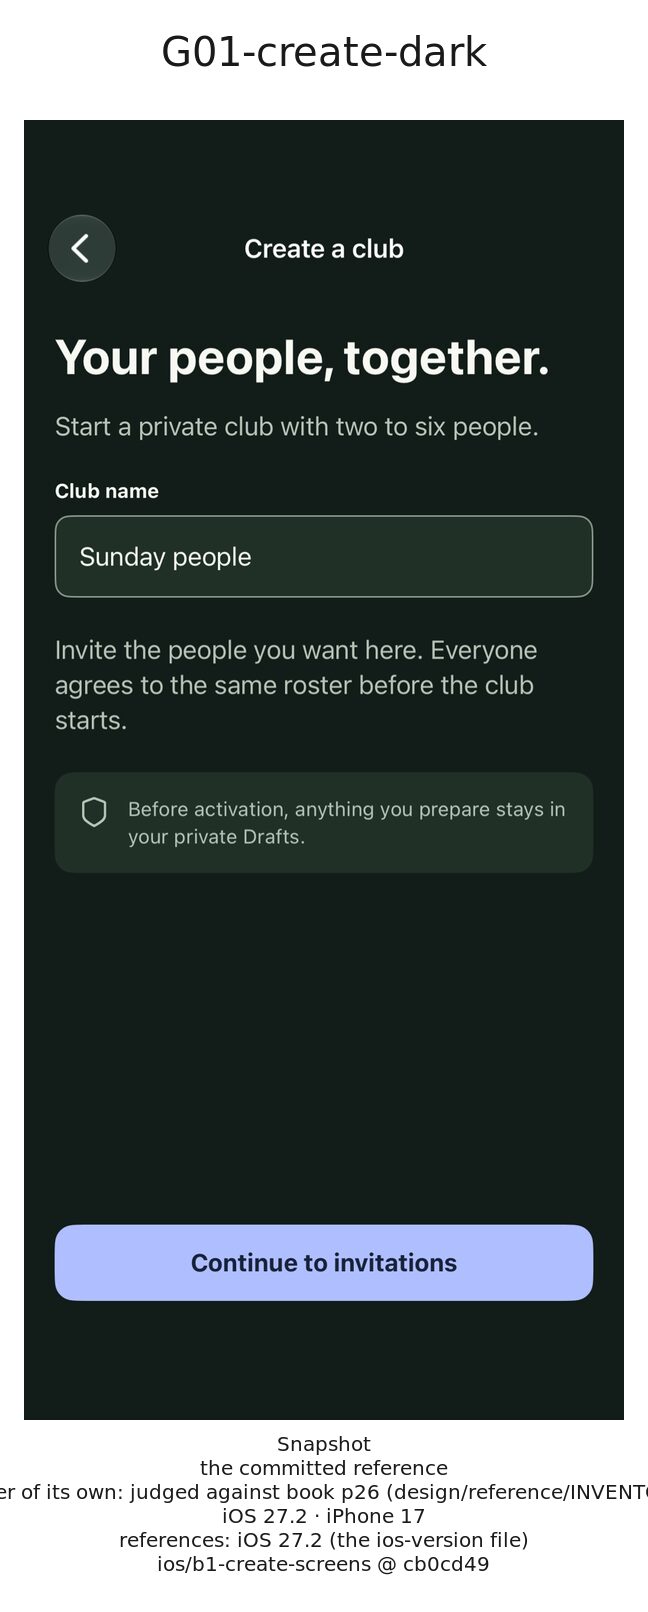 G01-create-dark
Create a club
Your people, together.
Start a private club with two to six people.
Club name
Sunday people
Invite the people you want here. Everyone
agrees to the same roster before the club
starts.
Before activation, anything you prepare stays in
your private Drafts.
Continue to invitations
Snapshot
the committed reference
of its own: judged against book p26 (design/reference/
iOS 27.2 · iPhone 17
references: iOS 27.2 (the ios-version file)
ios/b1-create-screens @ cb0cd49